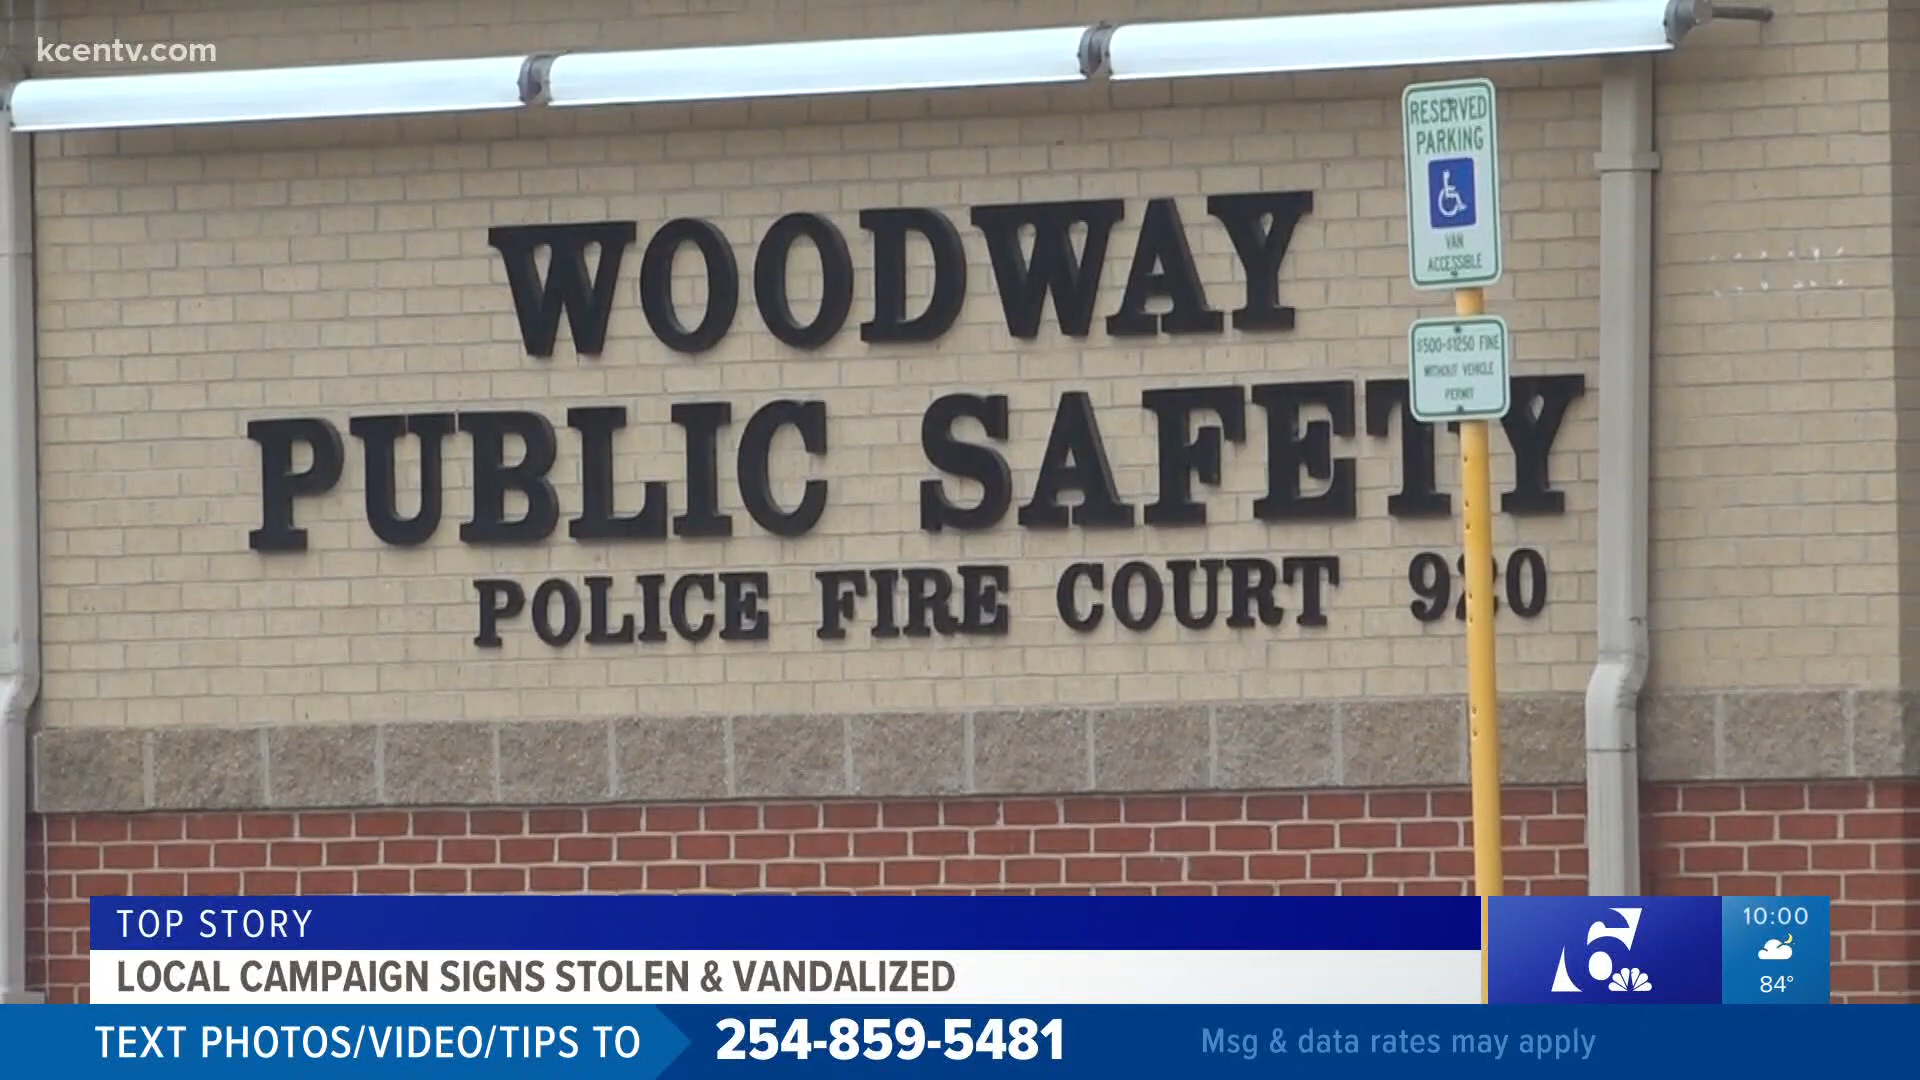 kcentv.com
RESERVED
PARKING
VAN
ACCESSIBLE
$500-$1250 FINE
WITHOUT VEHICLE
PERMIT
WOODWAY
PUBLIC SAFETY
POLICE FIRE COURT 920
TOP STORY
LOCAL CAMPAIGN SIGNS STOLEN & VANDALIZED
6
10:00
84°
TEXT PHOTOS/VIDEO/TIPS TO 254-859-5481 Msg & data rates may apply